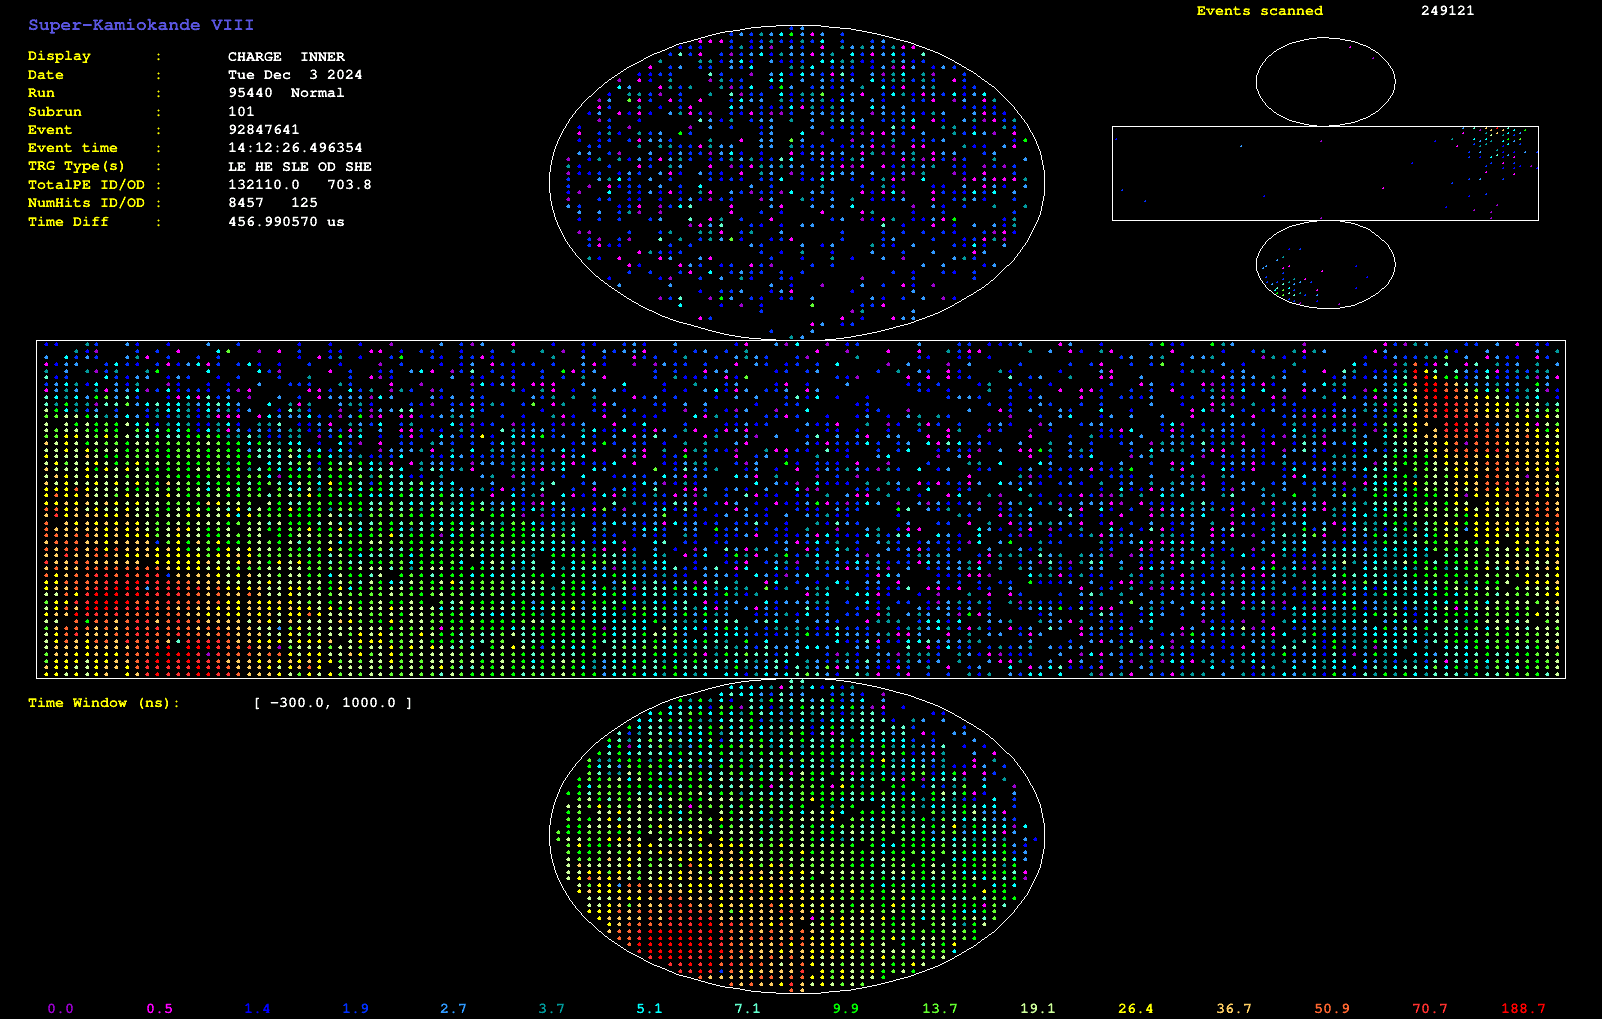 Super-Kamiokande VIII
Events scanned 249121
Display : CHARGE INNER
Date : Tue Dec 3 2024
Run : 95440 Normal
Subrun : 101
Event : 92847641
Event time : 14:12:26.496354
TRG Type(s) : LE HE SLE OD SHE
TotalPE ID/OD : 132110.0 703.8
NumHits ID/OD : 8457 125
Time Diff : 456.990570 us
Time Window (ns): [ −300.0, 1000.0 ]
0.0 0.5 1.4 1.9 2.7 3.7 5.1 7.1 9.9 13.7 19.1 26.4 36.7 50.9 70.7 188.7